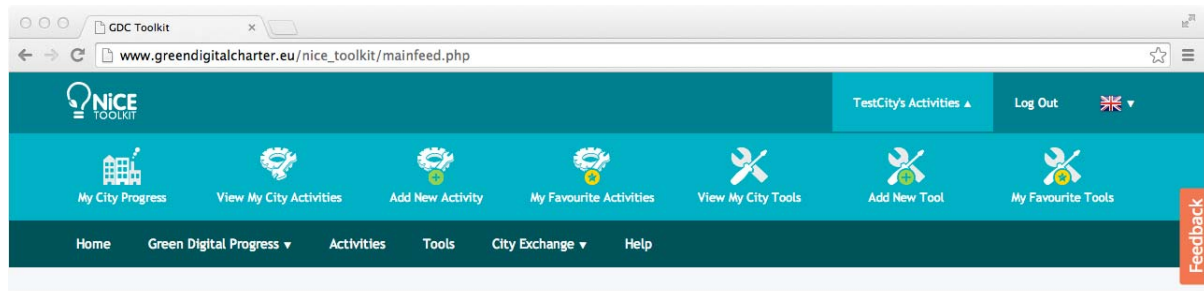 GDC Toolkit
www.greendigitalcharter.eu/nice_toolkit/mainfeed.php
NiCE
TOOLKIT
TestCity's Activities ▲ Log Out
My City Progress View My City Activities Add New Activity My Favourite Activities View My City Tools Add New Tool My Favourite Tools
Home Green Digital Progress ▼ Activities Tools City Exchange ▼ Help
Feedback